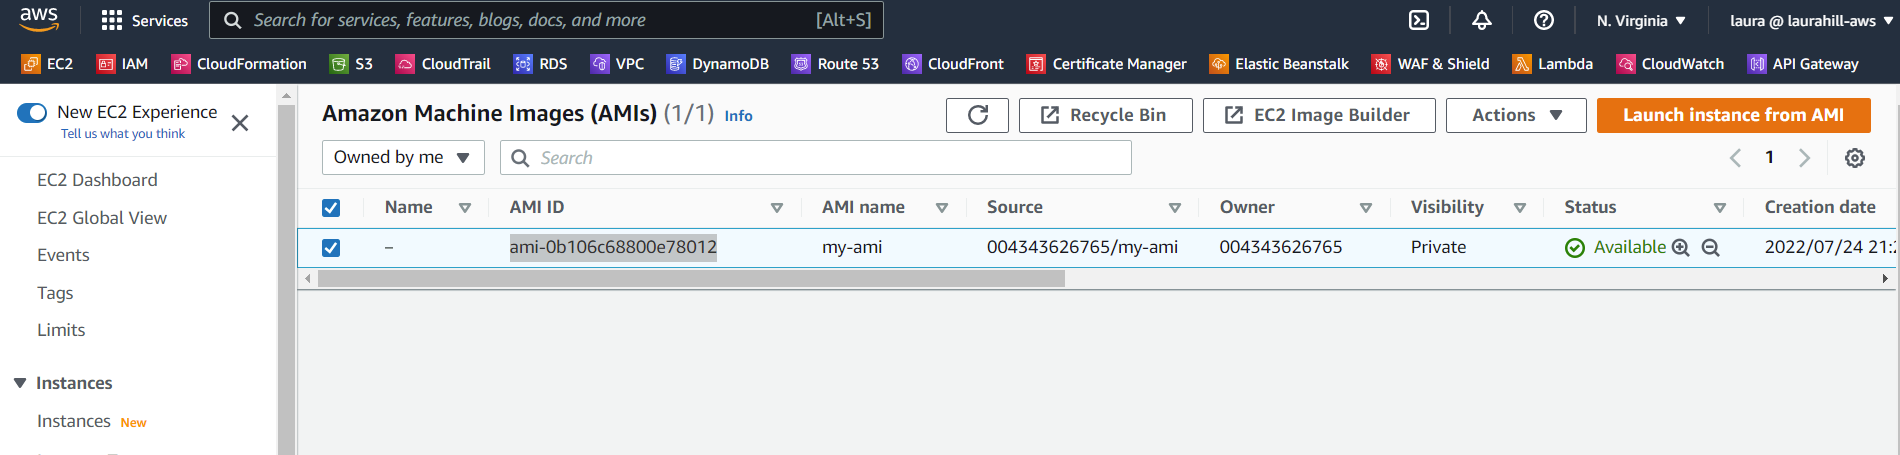 aws
Services
Search for services, features, blogs, docs, and more [Alt+S]
N. Virginia
laura @ laurahill-aws
EC2 IAM CloudFormation S3 CloudTrail RDS VPC DynamoDB Route 53 CloudFront Certificate Manager Elastic Beanstalk WAF & Shield Lambda CloudWatch API Gateway
New EC2 Experience
Tell us what you think
EC2 Dashboard
EC2 Global View
Events
Tags
Limits
Instances
Instances New
Amazon Machine Images (AMIs) (1/1) Info
Recycle Bin
EC2 Image Builder
Actions
Launch instance from AMI
Owned by me
Search
1
Name AMI ID AMI name Source Owner Visibility Status Creation date
– ami-0b106c68800e78012 my-ami 004343626765/my-ami 004343626765 Private Available 2022/07/24 21:2